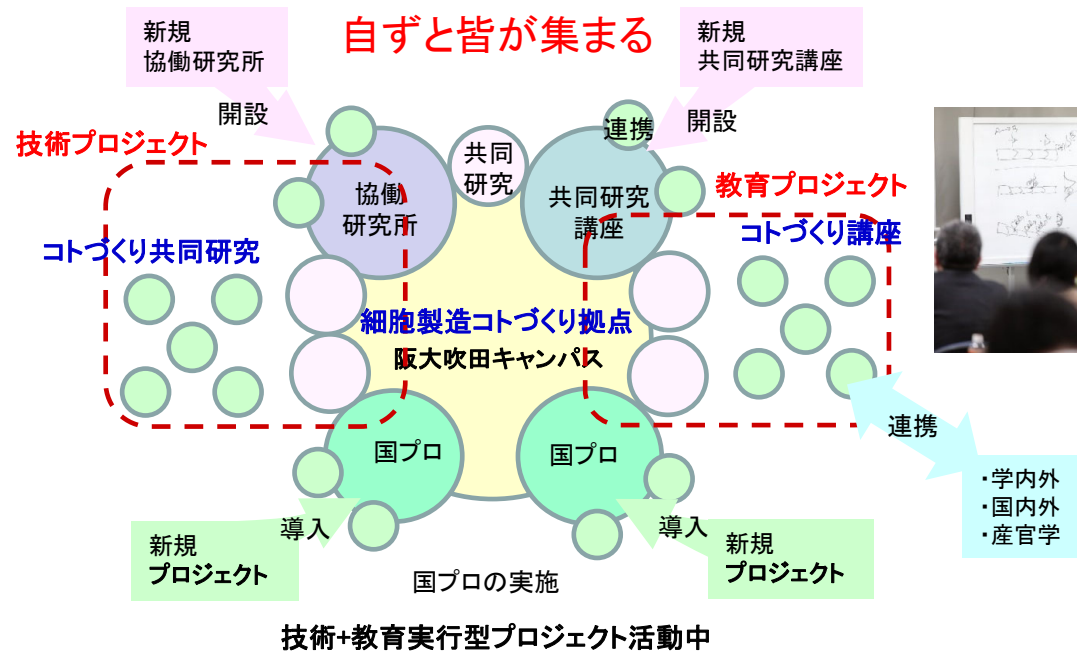 自ずと皆が集まる
新規
協働研究所
新規
共同研究講座
開設
連携
開設
技術プロジェクト
共同
研究
教育プロジェクト
協働
研究所
共同研究
講座
コトづくり共同研究
コトづくり講座
細胞製造コトづくり拠点
阪大吹田キャンパス
連携
国プロ
国プロ
・学内外
・国内外
・産官学
導入
導入
新規
プロジェクト
新規
プロジェクト
国プロの実施
技術+教育実行型プロジェクト活動中